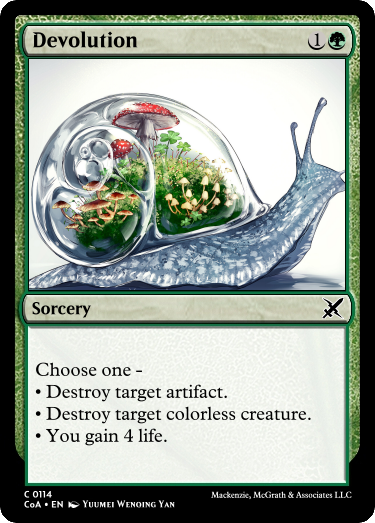 Devolution 1
Sorcery
Choose one -
• Destroy target artifact.
• Destroy target colorless creature.
• You gain 4 life.
C 0114
CoA • EN Yuumei Wenqing Yan
Mackenzie, McGrath & Associates LLC